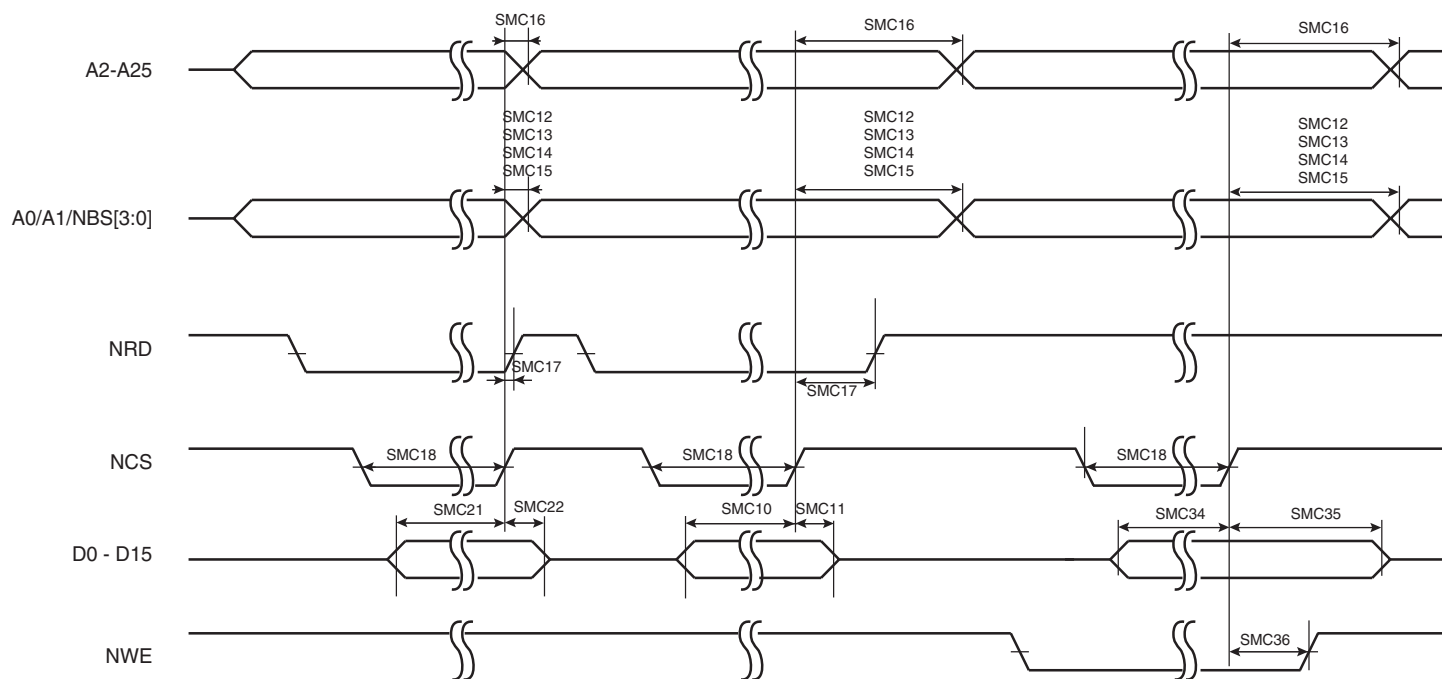 SMC16
SMC16
SMC16
A2-A25
SMC12
SMC13
SMC14
SMC15
SMC12
SMC13
SMC14
SMC15
SMC12
SMC13
SMC14
SMC15
A0/A1/NBS[3:0]
NRD
SMC17
SMC17
NCS
SMC18
SMC18
SMC18
SMC21
SMC22
SMC10
SMC11
SMC34
SMC35
D0 - D15
NWE
SMC36